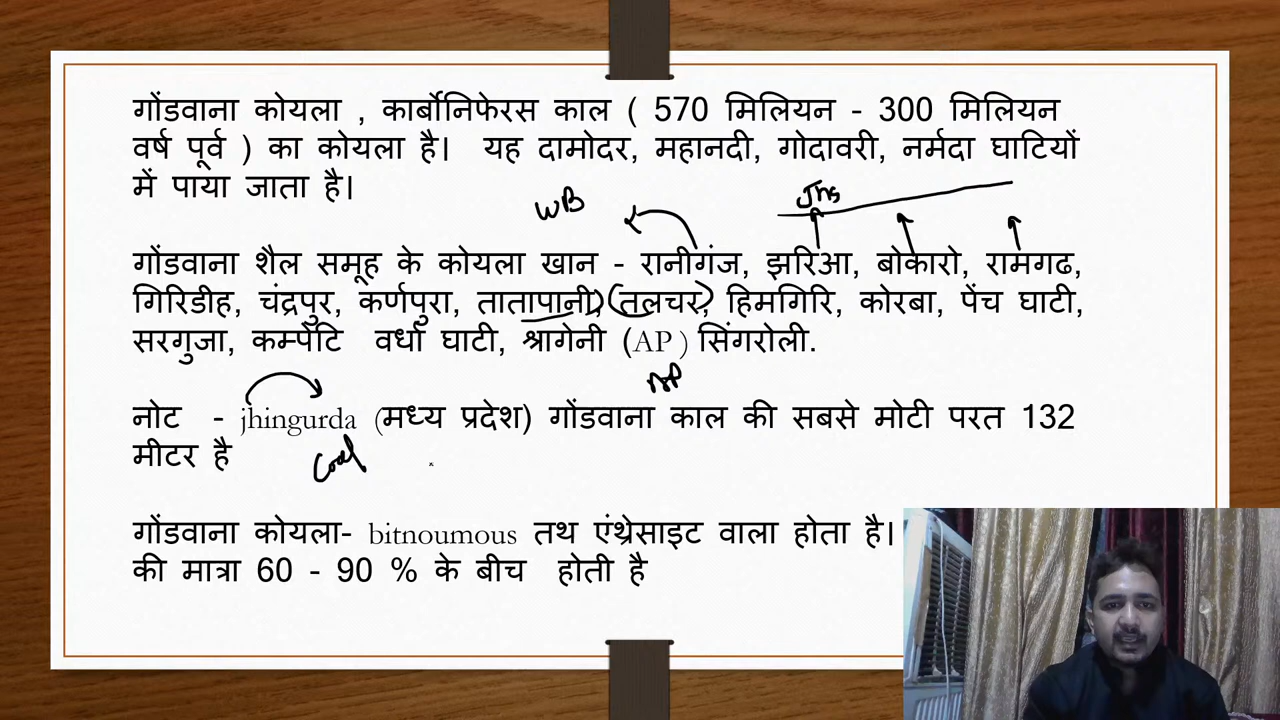 गोंडवाना कोयला , कार्बोनिफेरस काल ( 570 मिलियन - 300 मिलियन
वर्ष पूर्व ) का कोयला है। यह दामोदर, महानदी, गोदावरी, नर्मदा घाटियों
में पाया जाता है।
WB Jhs
गोंडवाना शैल समूह के कोयला खान - रानीगंज, झरिआ, बोकारो, रामगढ,
गिरिडीह, चंद्रपुर, कर्णपुरा, तातापानी, (तलचर), हिमगिरि, कोरबा, पेंच घाटी,
सरगुजा, कम्पेटि वर्धा घाटी, श्रागेनी (AP ) सिंगरोली.
नोट - jhingurda (मध्य प्रदेश) गोंडवाना काल की सबसे मोटी परत 132
मीटर है
Coal
गोंडवाना कोयला- bitnoumous तथ एंथ्रेसाइट वाला होता है।
की मात्रा 60 - 90 % के बीच होती है